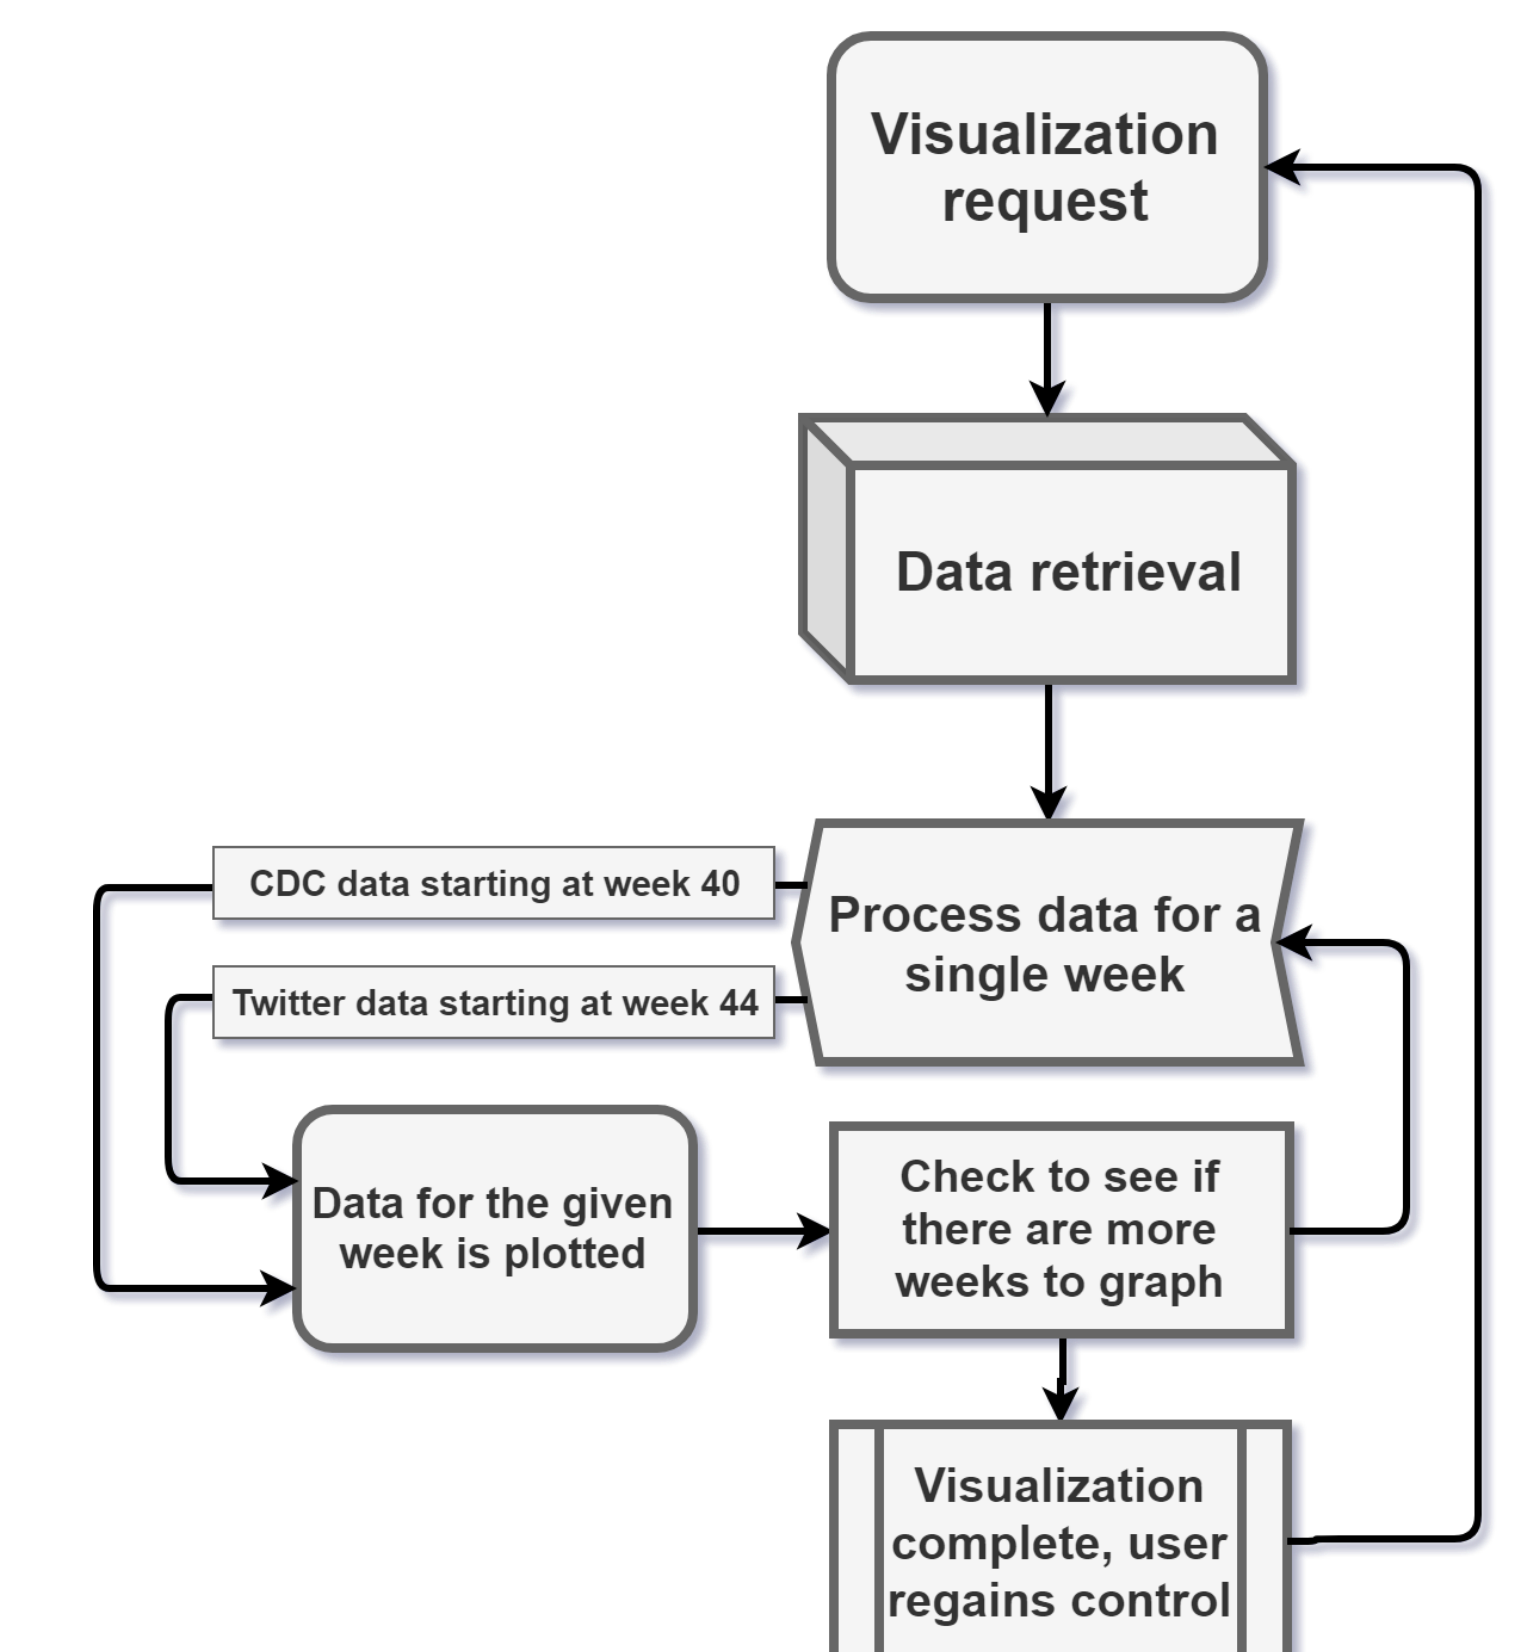 Visualization
request
Data retrieval
Process data for a
single week
CDC data starting at week 40
Twitter data starting at week 44
Data for the given
week is plotted
Check to see if
there are more
weeks to graph
Visualization
complete, user
regains control